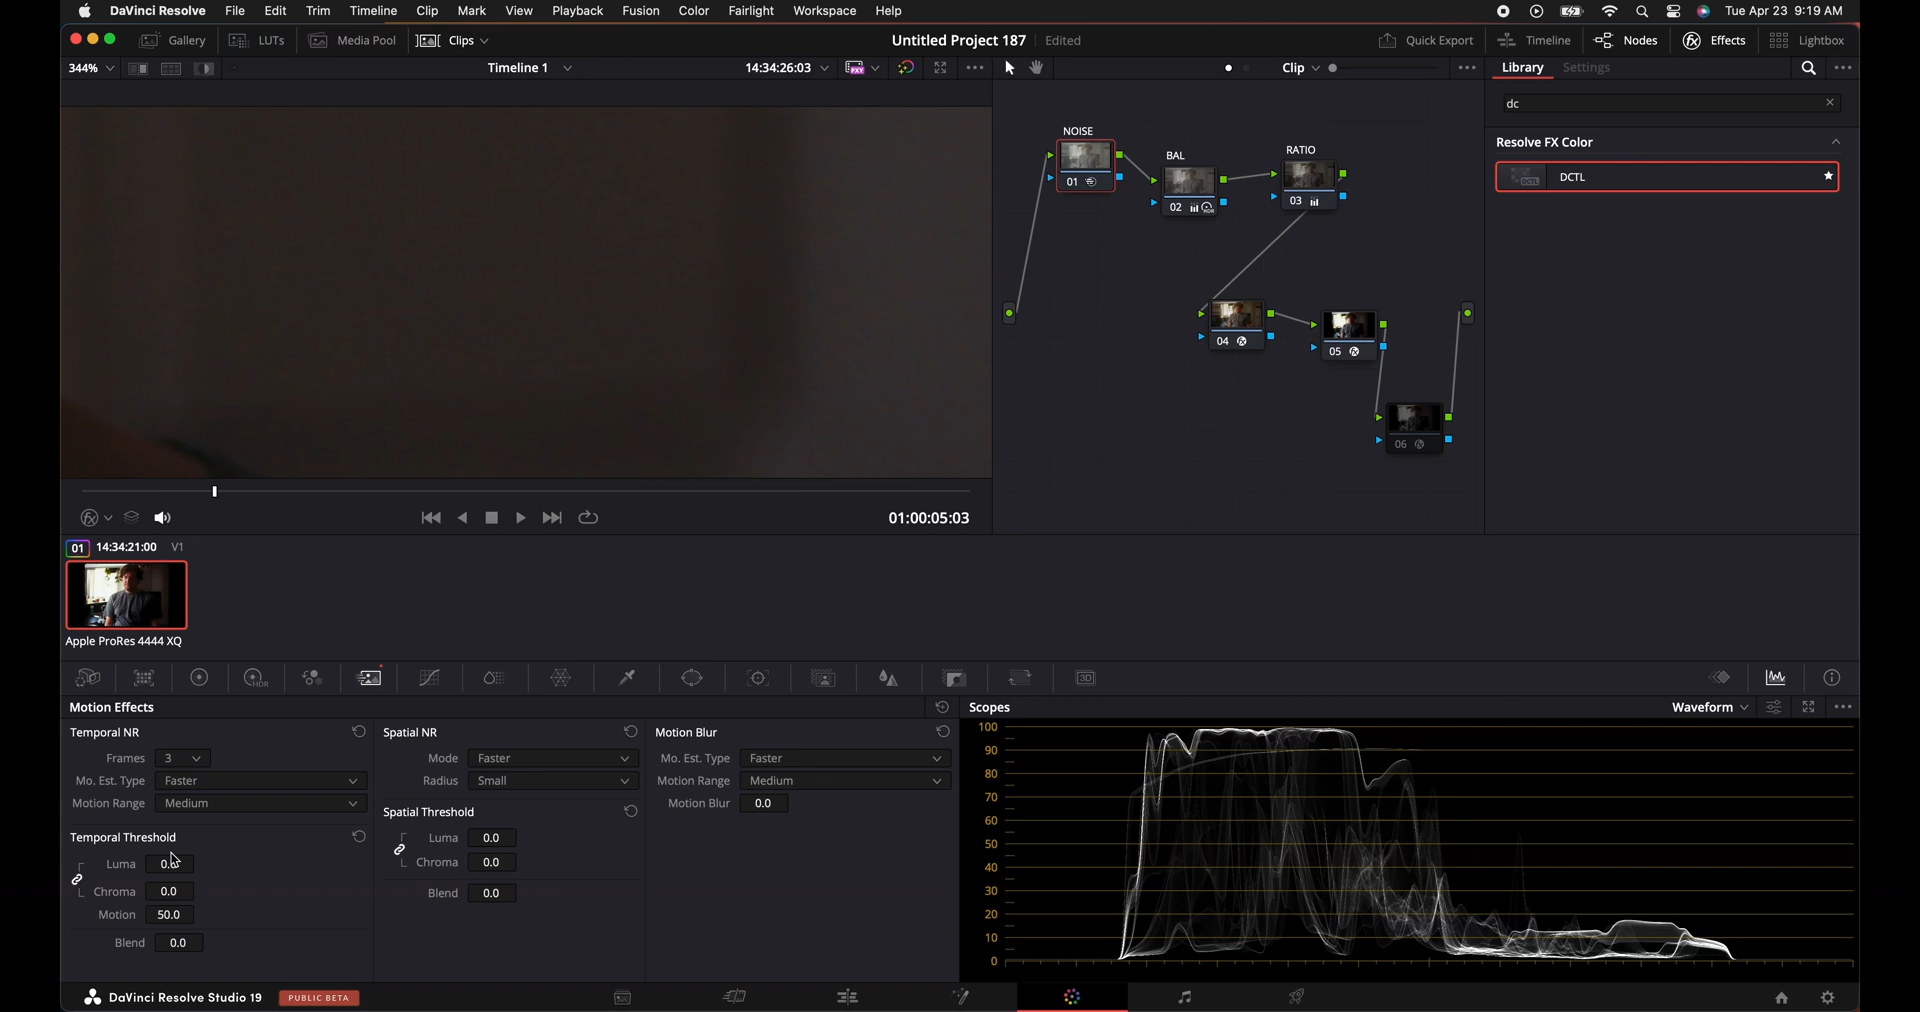 DaVinci Resolve File Edit Trim Timeline Clip Mark View Playback Fusion Color Fairlight Workspace Help Tue Apr 23 9:19 AM
Gallery LUTs Media Pool Clips Untitled Project 187 Edited Quick Export Timeline Nodes Effects Lightbox
344% Timeline 1 14:34:26:03 PXY Clip Library Settings
dc
NOISE
Resolve FX Color
RATIO
BAL
DCTL DCTL
01
03
02 HDR
04
05
06
01:00:05:03
01 14:34:21:00 V1
Apple ProRes 4444 XQ
HDR 3D
Motion Effects Scopes Waveform
Temporal NR Spatial NR Motion Blur
Frames 3 Mode Faster Mo. Est. Type Faster
Mo. Est. Type Faster Radius Small Motion Range Medium
Motion Range Medium Motion Blur 0.0
Spatial Threshold
Temporal Threshold
Luma 0.0
Luma
Chroma 0.0
Chroma 0.0
Blend 0.0
Motion 50.0
Blend 0.0
100
90
80
70
60
50
40
30
20
10
0
DaVinci Resolve Studio 19 PUBLIC BETA